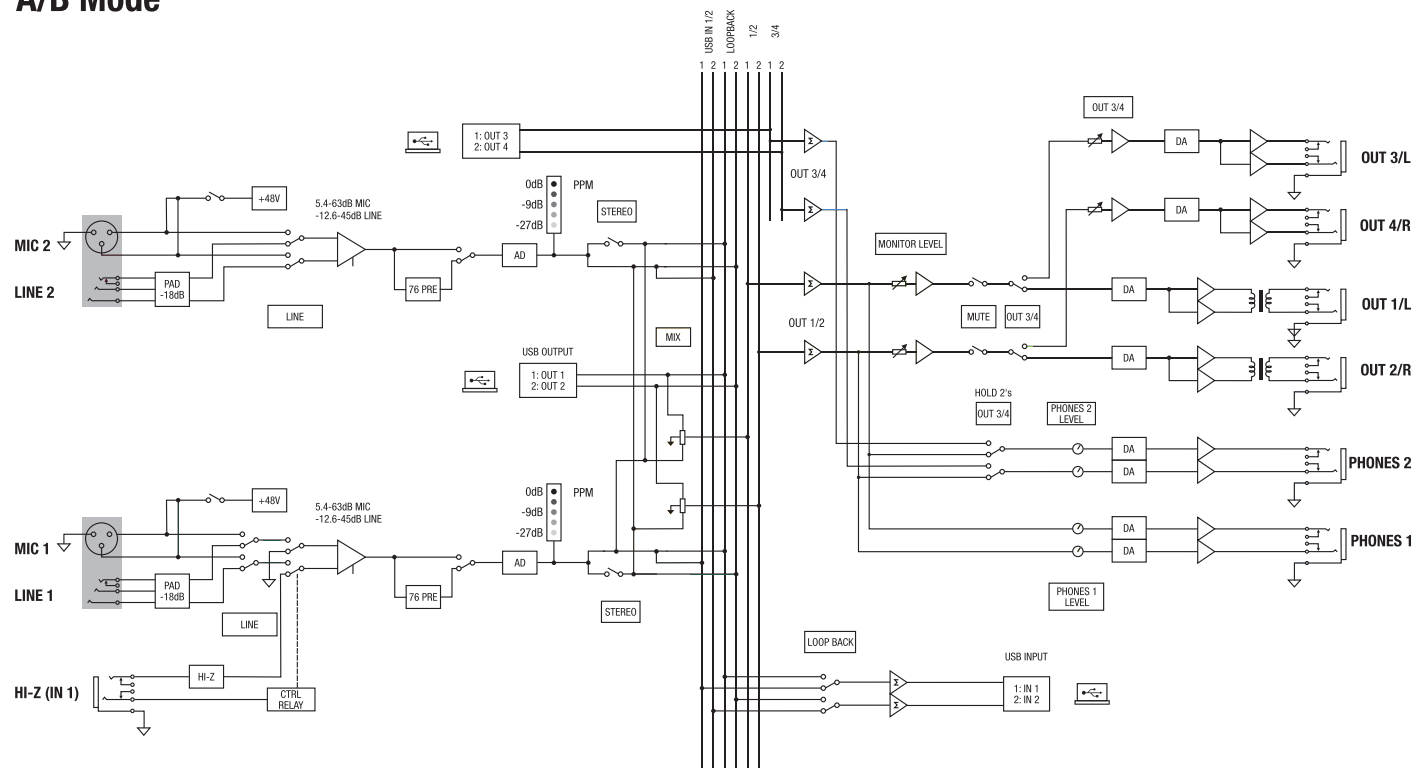 A/B Mode
USB IN 1/2
LOOPBACK
1/2
3/4
1 2 1 2 1 2 1 2
OUT 3/4
1: OUT 3
2: OUT 4
DA
OUT 3/L
OUT 3/4
0dB
-9dB
-27dB
PPM
STEREO
+48V
5.4-63dB MIC
-12.6-45dB LINE
MIC 2
LINE 2
PAD
-18dB
LINE
76 PRE
AD
DA
OUT 4/R
MONITOR LEVEL
MUTE
OUT 3/4
DA
OUT 1/L
OUT 1/2
MIX
DA
OUT 2/R
USB OUTPUT
1: OUT 1
2: OUT 2
HOLD 2's
OUT 3/4
PHONES 2
LEVEL
DA
DA
PHONES 2
0dB
-9dB
-27dB
PPM
+48V
5.4-63dB MIC
-12.6-45dB LINE
MIC 1
LINE 1
PAD
-18dB
LINE
76 PRE
AD
STEREO
DA
DA
PHONES 1
PHONES 1
LEVEL
HI-Z (IN 1)
HI-Z
CTRL
RELAY
LOOP BACK
USB INPUT
1: IN 1
2: IN 2
Σ
Σ
Σ
Σ
Σ
Σ